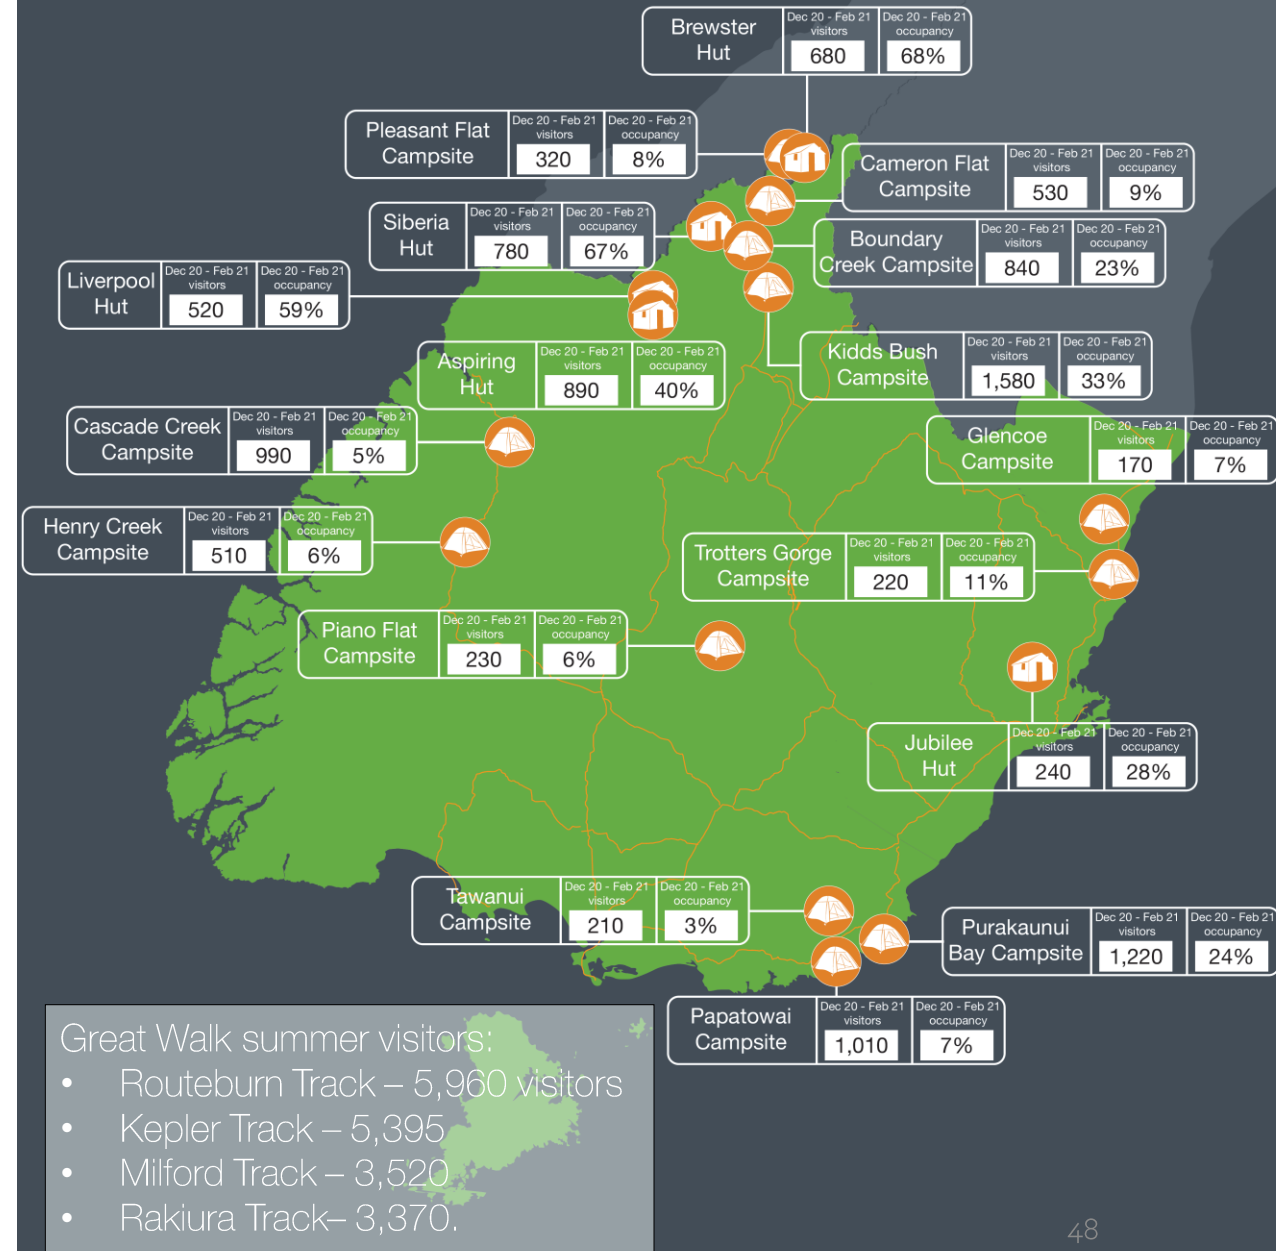 Brewster
Hut
Dec 20 - Feb 21
visitors
680
Dec 20 - Feb 21
occupancy
68%
Pleasant Flat
Campsite
Dec 20 - Feb 21
visitors
320
Dec 20 - Feb 21
occupancy
8%
Cameron Flat
Campsite
Dec 20 - Feb 21
visitors
530
Dec 20 - Feb 21
occupancy
9%
Siberia
Hut
Dec 20 - Feb 21
visitors
780
Dec 20 - Feb 21
occupancy
67%
Boundary
Creek Campsite
Dec 20 - Feb 21
visitors
840
Dec 20 - Feb 21
occupancy
23%
Liverpool
Hut
Dec 20 - Feb 21
visitors
520
Dec 20 - Feb 21
occupancy
59%
Aspiring
Hut
Dec 20 - Feb 21
visitors
890
Dec 20 - Feb 21
occupancy
40%
Kidds Bush
Campsite
Dec 20 - Feb 21
visitors
1,580
Dec 20 - Feb 21
occupancy
33%
Cascade Creek
Campsite
Dec 20 - Feb 21
visitors
990
Dec 20 - Feb 21
occupancy
5%
Glencoe
Campsite
Dec 20 - Feb 21
visitors
170
Dec 20 - Feb 21
occupancy
7%
Henry Creek
Campsite
Dec 20 - Feb 21
visitors
510
Dec 20 - Feb 21
occupancy
6%
Trotters Gorge
Campsite
Dec 20 - Feb 21
visitors
220
Dec 20 - Feb 21
occupancy
11%
Piano Flat
Campsite
Dec 20 - Feb 21
visitors
230
Dec 20 - Feb 21
occupancy
6%
Jubilee
Hut
Dec 20 - Feb 21
visitors
240
Dec 20 - Feb 21
occupancy
28%
Tawanui
Campsite
Dec 20 - Feb 21
visitors
210
Dec 20 - Feb 21
occupancy
3%
Purakaunui
Bay Campsite
Dec 20 - Feb 21
visitors
1,220
Dec 20 - Feb 21
occupancy
24%
Papatowai
Campsite
Dec 20 - Feb 21
visitors
1,010
Dec 20 - Feb 21
occupancy
7%
Great Walk summer visitors:
• Routeburn Track – 5,960 visitors
• Kepler Track – 5,395
• Milford Track – 3,520
• Rakiura Track– 3,370.
48